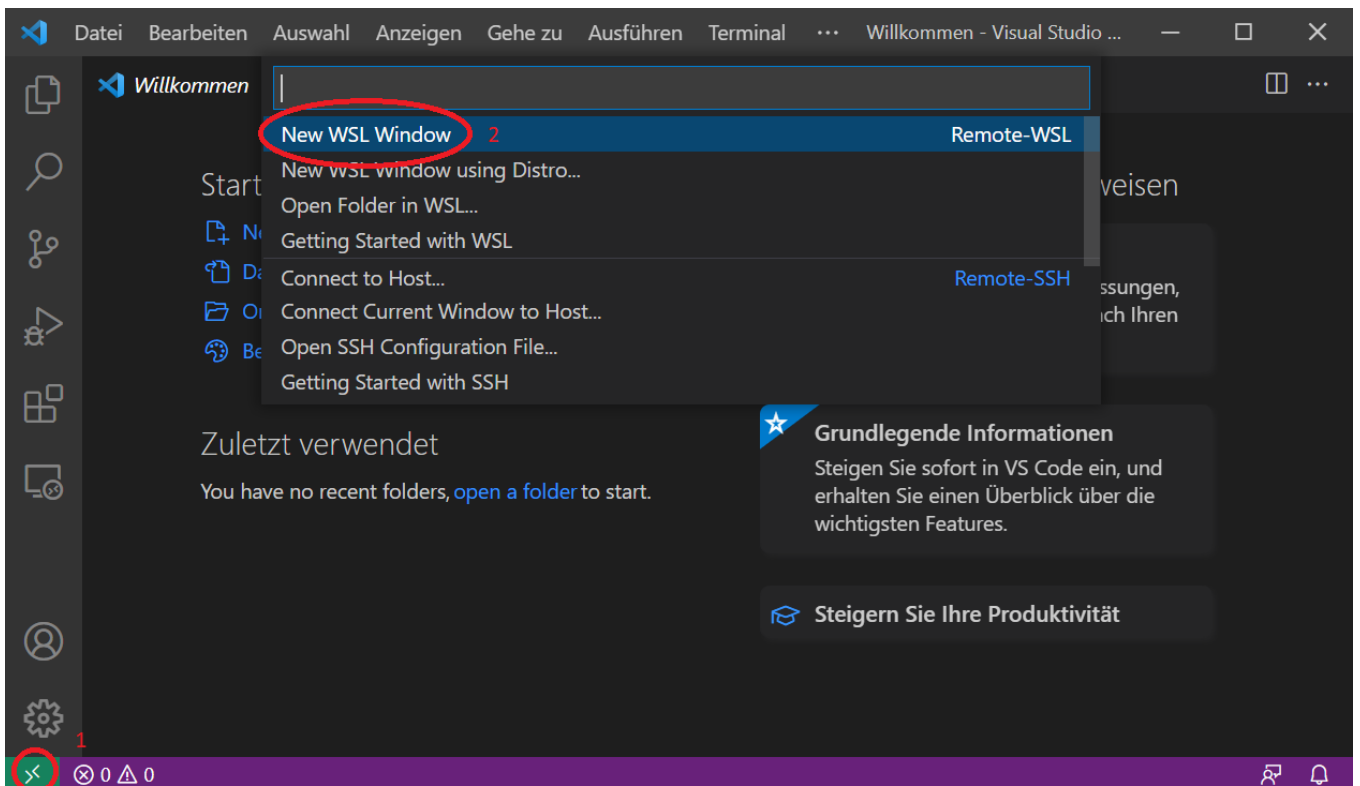 Datei Bearbeiten Auswahl Anzeigen Gehe zu Ausführen Terminal ··· Willkommen - Visual Studio ...
Willkommen
New WSL Window 2 Remote-WSL
New WSL Window using Distro...
Open Folder in WSL...
Getting Started with WSL
Connect to Host... Remote-SSH
Connect Current Window to Host...
Open SSH Configuration File...
Getting Started with SSH
Start
Zuletzt verwendet
You have no recent folders, open a folder to start.
Grundlegende Informationen
Steigen Sie sofort in VS Code ein, und
erhalten Sie einen Überblick über die
wichtigsten Features.
Steigern Sie Ihre Produktivität
1
0 0